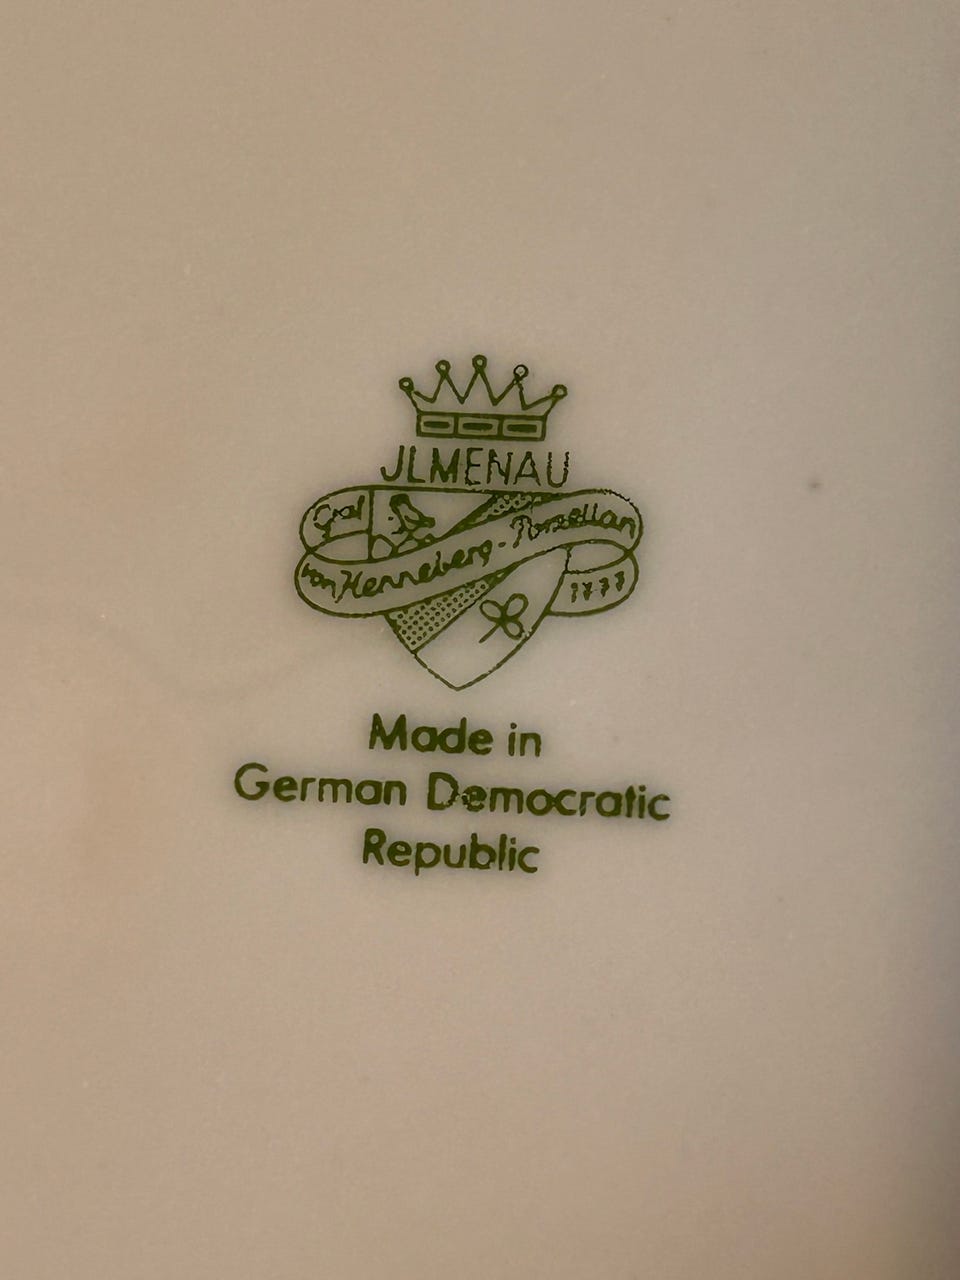 JLMENAU
Graf
von Henneberg-Porzellan
1777
Made in
German Democratic
Republic